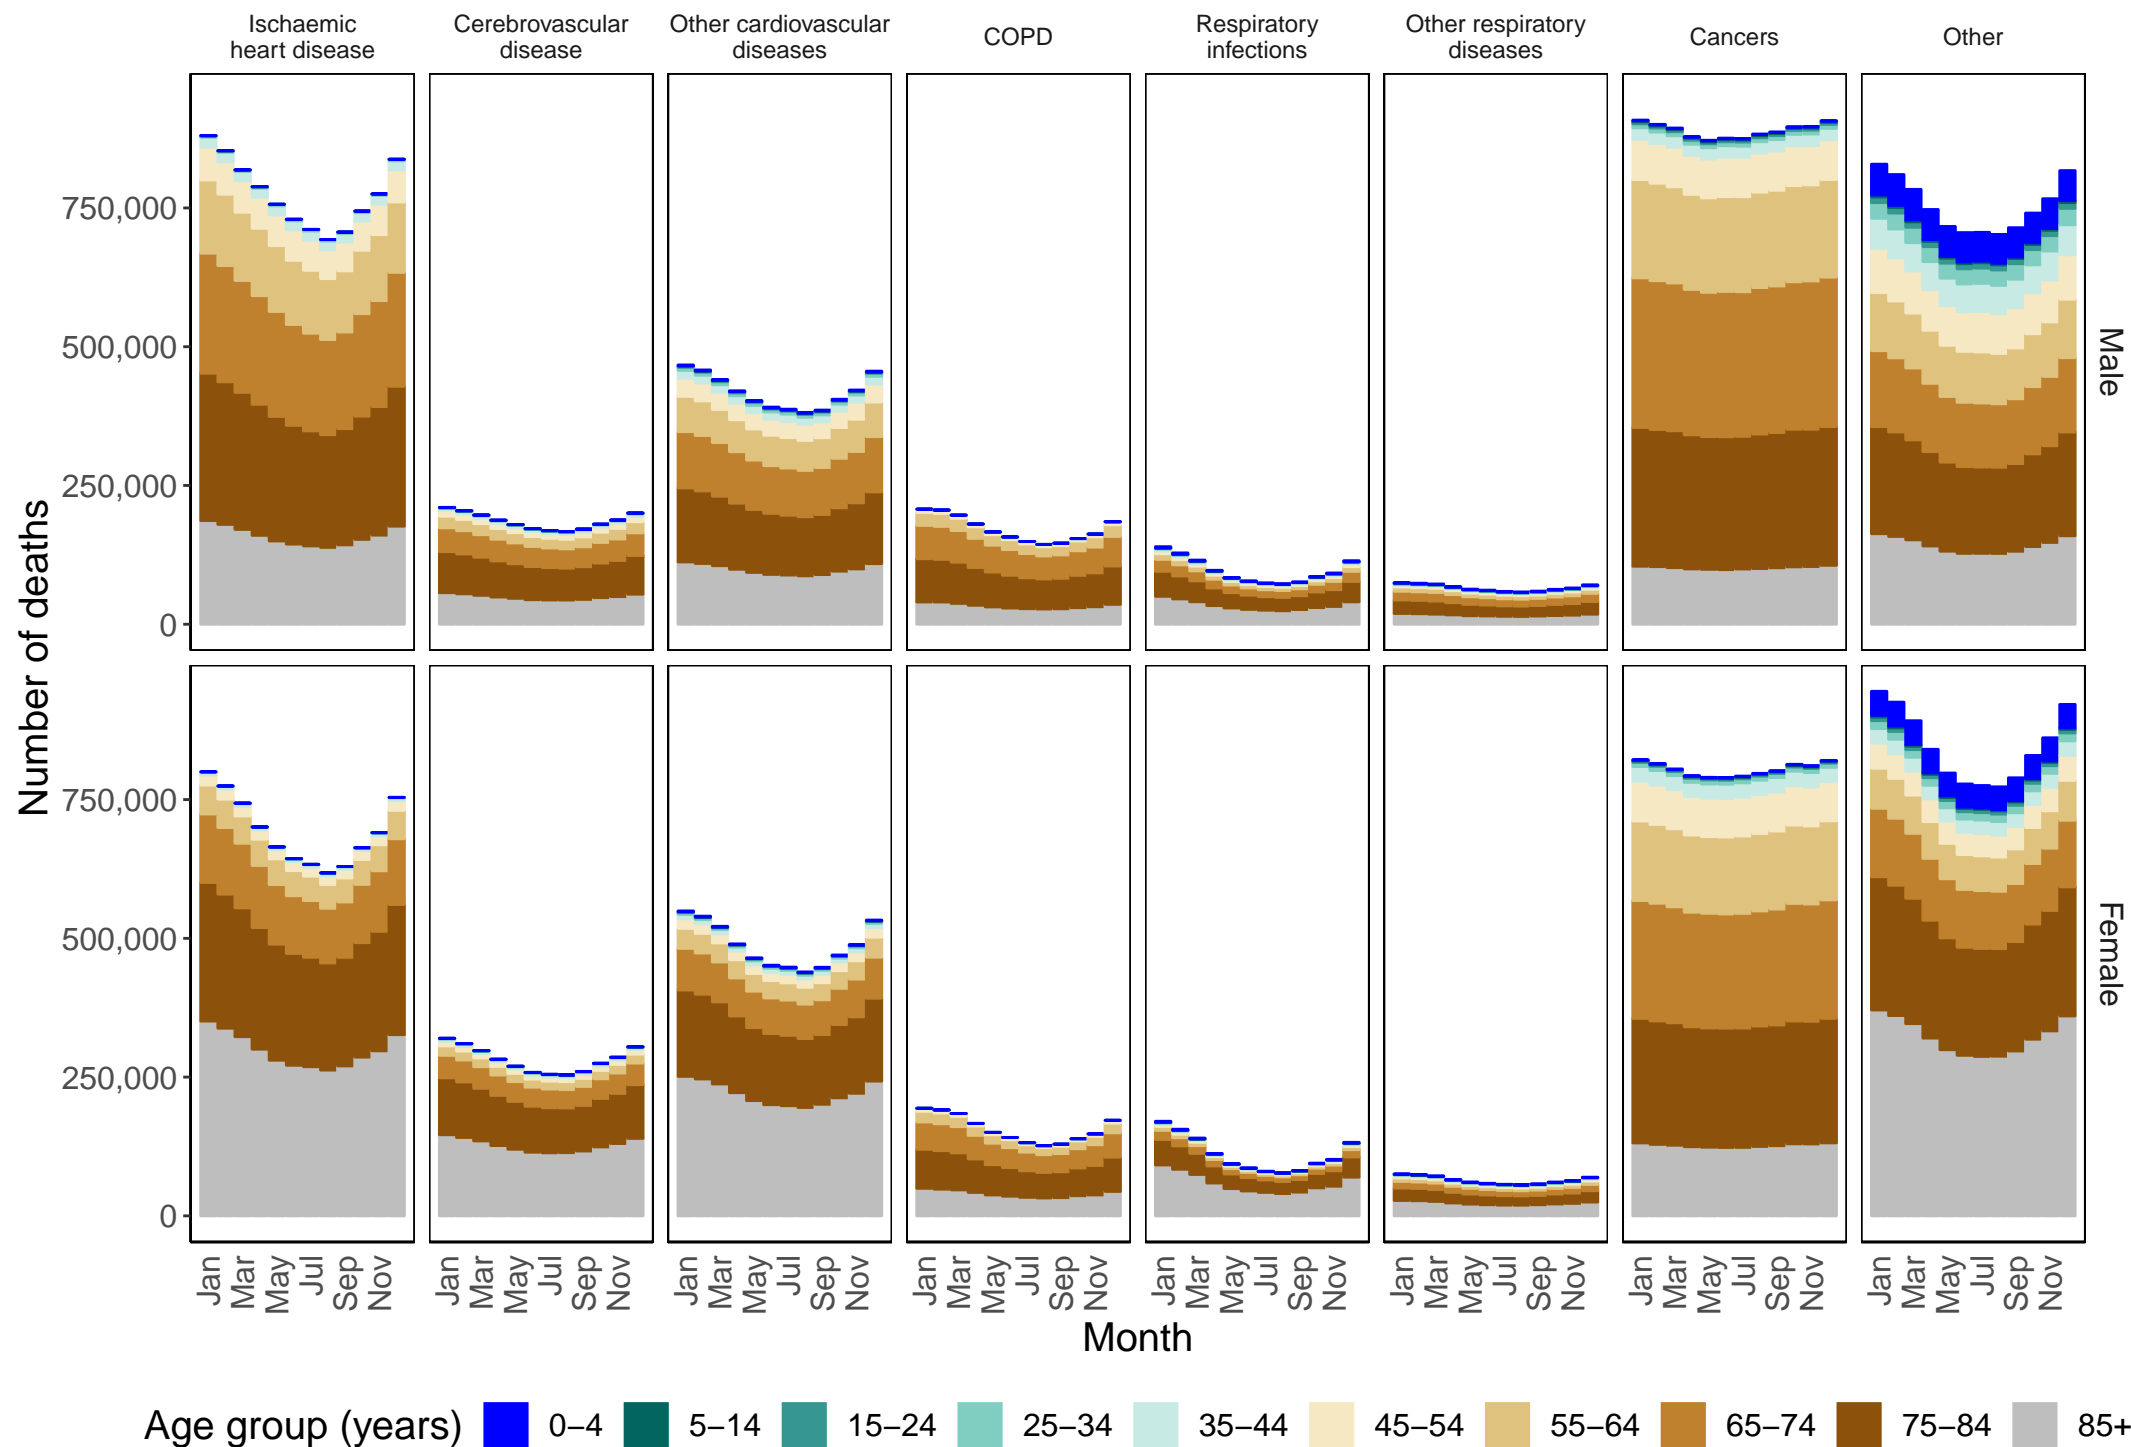 Ischaemic
heart disease
Cerebrovascular
disease
Other cardiovascular
diseases
COPD
Respiratory
infections
Other respiratory
diseases
Cancers
Other
Number of deaths
750,000
500,000
250,000
0
Male
750,000
500,000
250,000
0
Female
Jan Mar May Jul Sep Nov
Jan Mar May Jul Sep Nov
Jan Mar May Jul Sep Nov
Jan Mar May Jul Sep Nov
Jan Mar May Jul Sep Nov
Jan Mar May Jul Sep Nov
Jan Mar May Jul Sep Nov
Jan Mar May Jul Sep Nov
Month
Age group (years) 0–4 5–14 15–24 25–34 35–44 45–54 55–64 65–74 75–84 85+